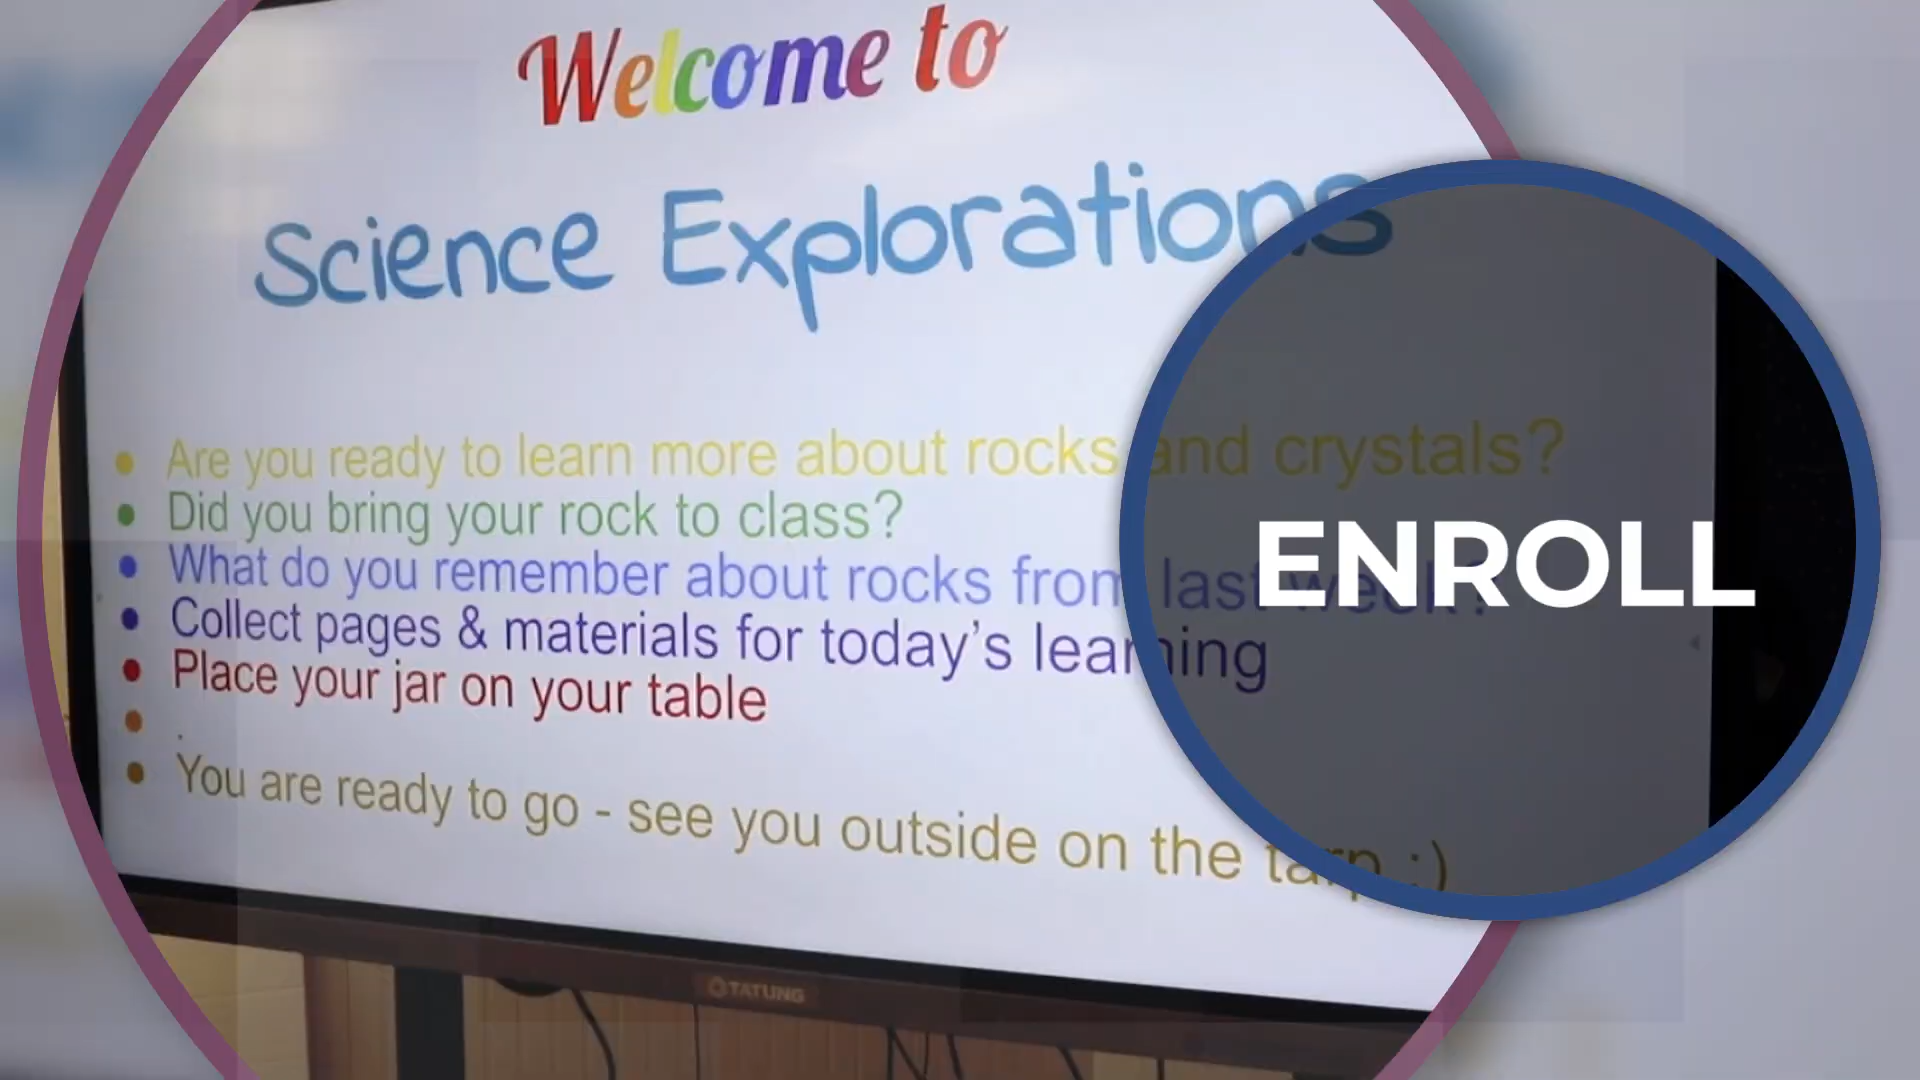 Welcome to
Science Explorations
• Are you ready to learn more about rocks and crystals?
• Did you bring your rock to class?
• What do you remember about rocks from last week?
• Collect pages & materials for today's learning
• Place your jar on your table
• .
• You are ready to go - see you outside on the tarp :)
ENROLL
TATUNG